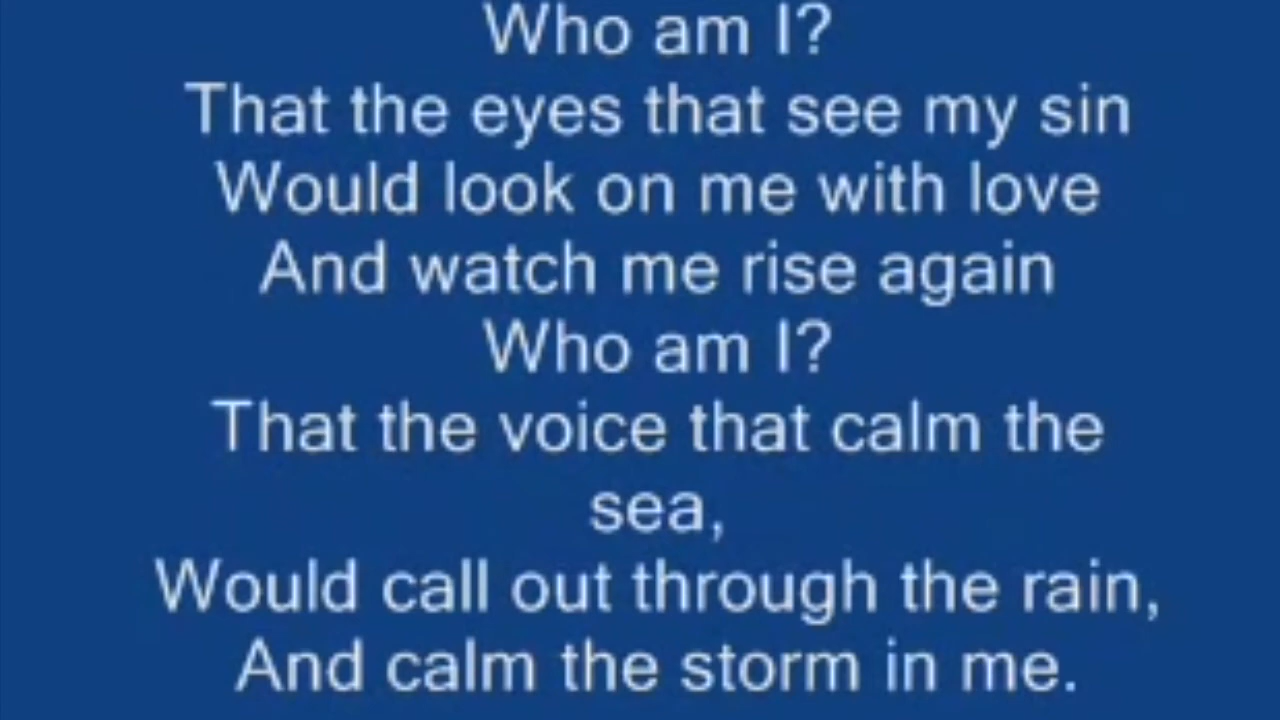 Who am I?
That the eyes that see my sin
Would look on me with love
And watch me rise again
Who am I?
That the voice that calm the
sea,
Would call out through the rain,
And calm the storm in me.